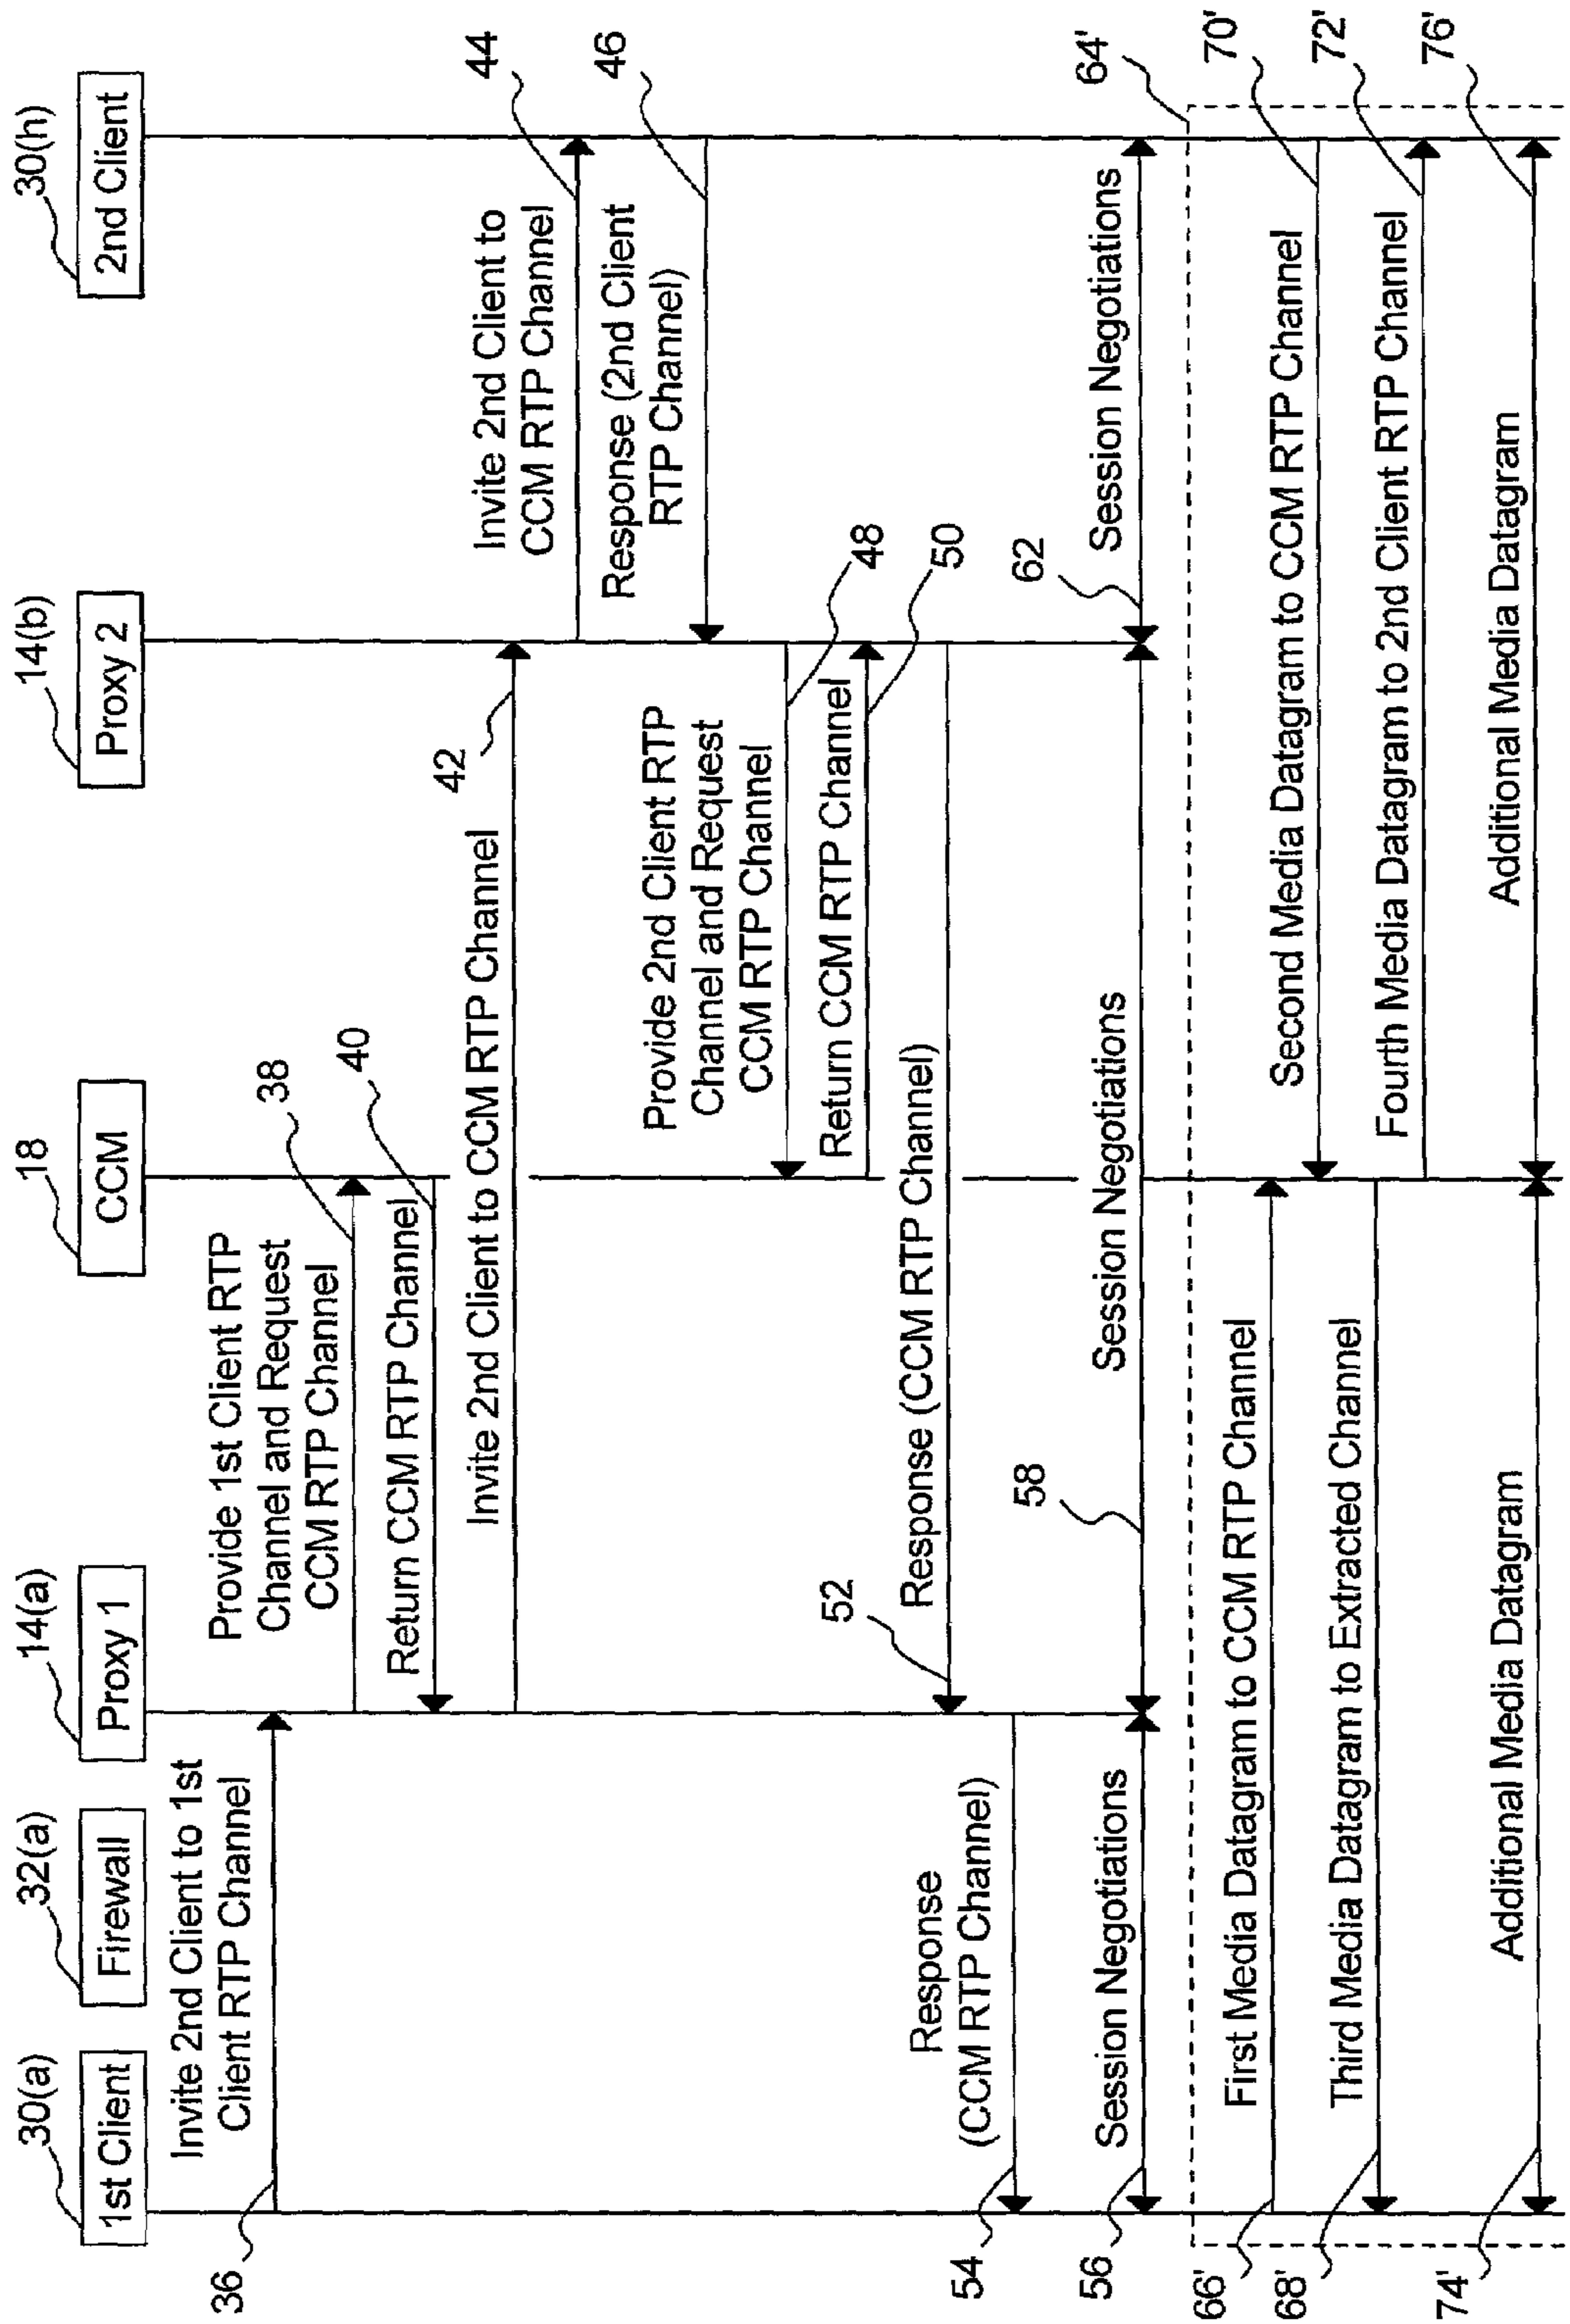 30(a)
32(a)
14(a)
18
14(b)
30(h)
1st Client
Firewall
Proxy 1
CCM
Proxy 2
2nd Client
Invite 2nd Client to 1st
Client RTP Channel
36
Provide 1st Client RTP
Channel and Request
CCM RTP Channel
38
Return CCM RTP Channel
40
Invite 2nd Client to CCM RTP Channel
42
Invite 2nd Client to
CCM RTP Channel
44
Response (2nd Client
RTP Channel)
46
Provide 2nd Client RTP
Channel and Request
CCM RTP Channel
48
Return CCM RTP Channel
50
Response (CCM RTP Channel)
52
Response
(CCM RTP Channel)
54
Session Negotiations
56
Session Negotiations
58
Session Negotiations
62
64'
First Media Datagram to CCM RTP Channel
66'
Second Media Datagram to CCM RTP Channel
70'
Third Media Datagram to Extracted Channel
68'
Fourth Media Datagram to 2nd Client RTP Channel
72'
Additional Media Datagram
74'
Additional Media Datagram
76'